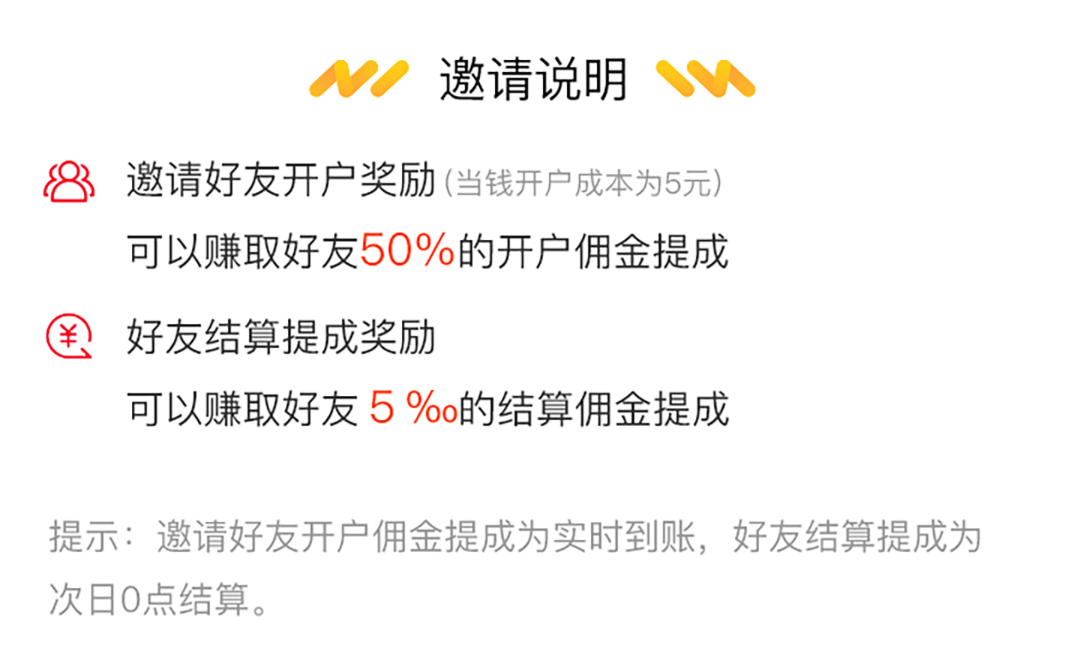 邀请说明
邀请好友开户奖励(当钱开户成本为5元)
可以赚取好友50%的开户佣金提成
好友结算提成奖励
可以赚取好友5‰的结算佣金提成
提示：邀请好友开户佣金提成为实时到账，好友结算提成为
次日0点结算。